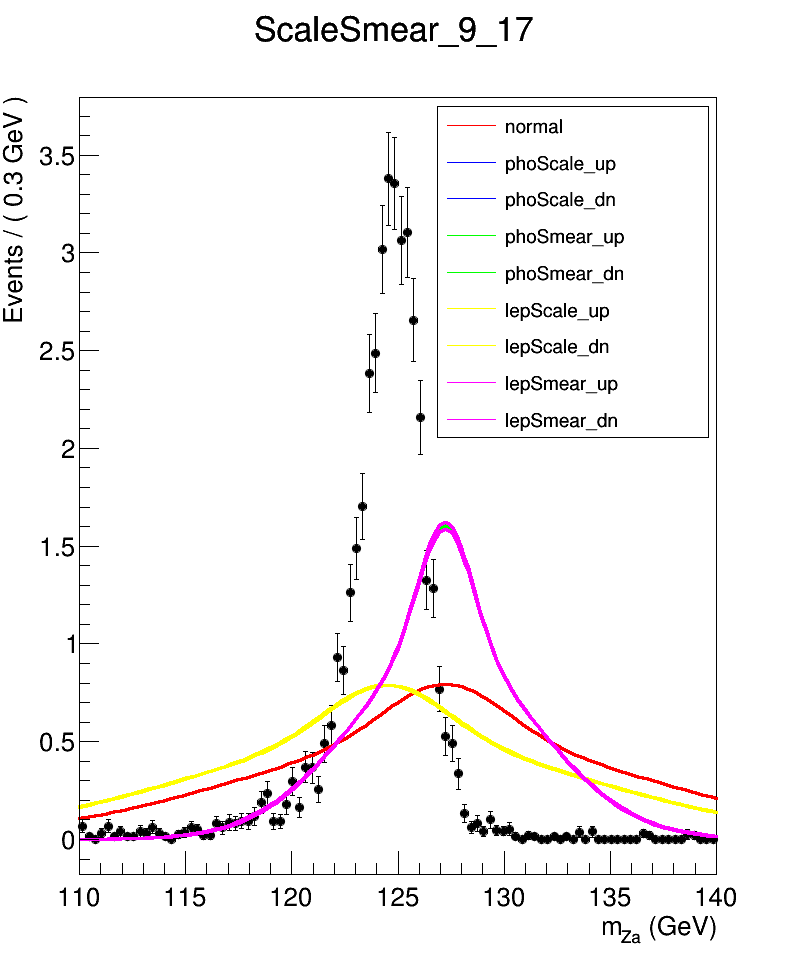 ScaleSmear_9_17
Events / ( 0.3 GeV )
3.5
3
2.5
2
1.5
1
0.5
0
normal
phoScale_up
phoScale_dn
phoSmear_up
phoSmear_dn
lepScale_up
lepScale_dn
lepSmear_up
lepSmear_dn
110 115 120 125 130 135 140
m_Za (GeV)